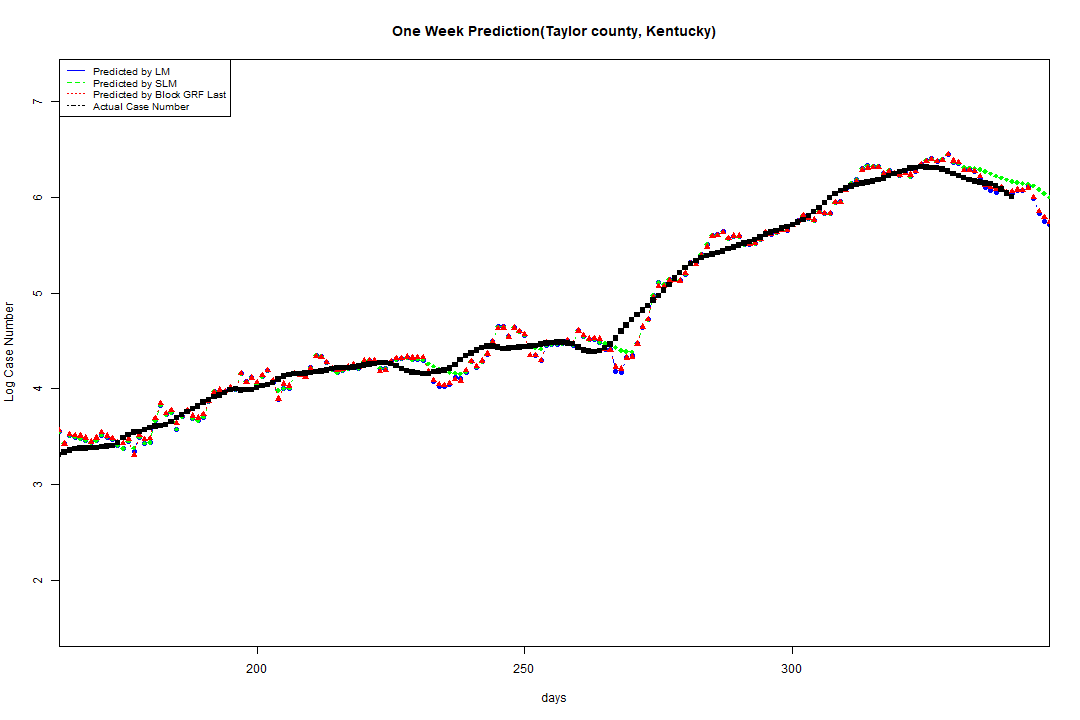 One Week Prediction(Taylor county, Kentucky)
Predicted by LM
Predicted by SLM
Predicted by Block GRF Last
Actual Case Number
7
6
5
4
3
2
Log Case Number
200
250
300
days